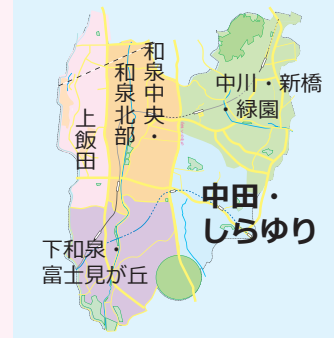 和泉中央・
和泉北部
上飯田
中川・新橋
・緑園
中田・
しらゆり
下和泉・
富士見が丘